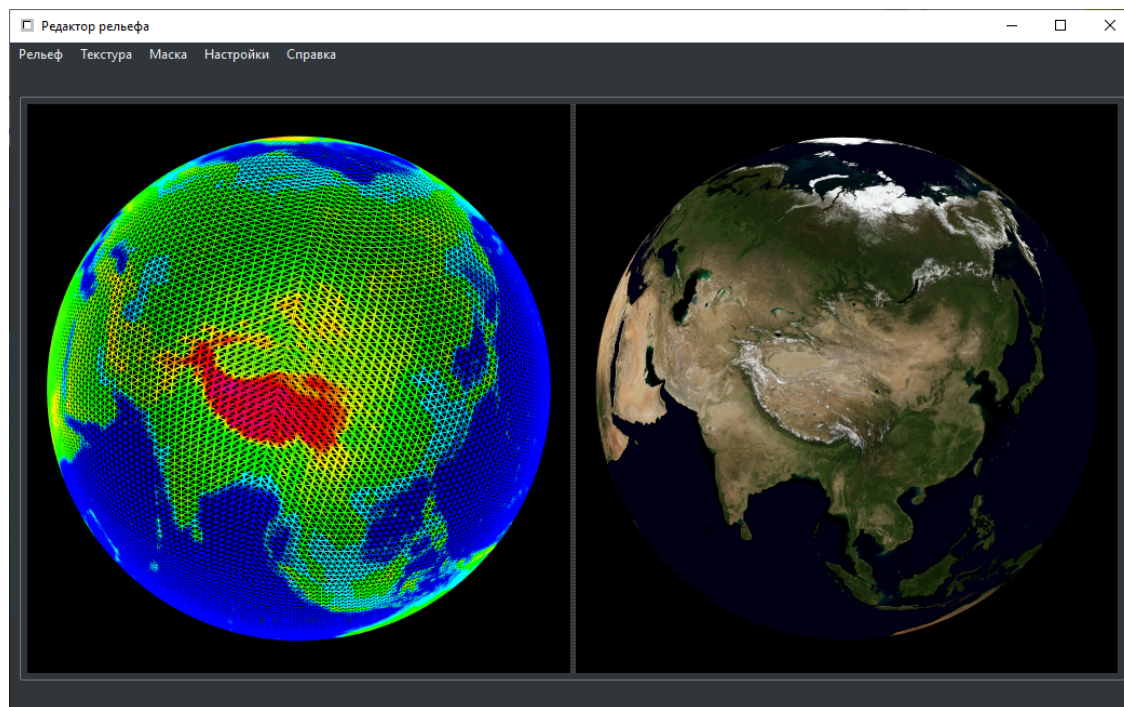 Редактор рельефа
Рельеф Текстура Маска Настройки Справка